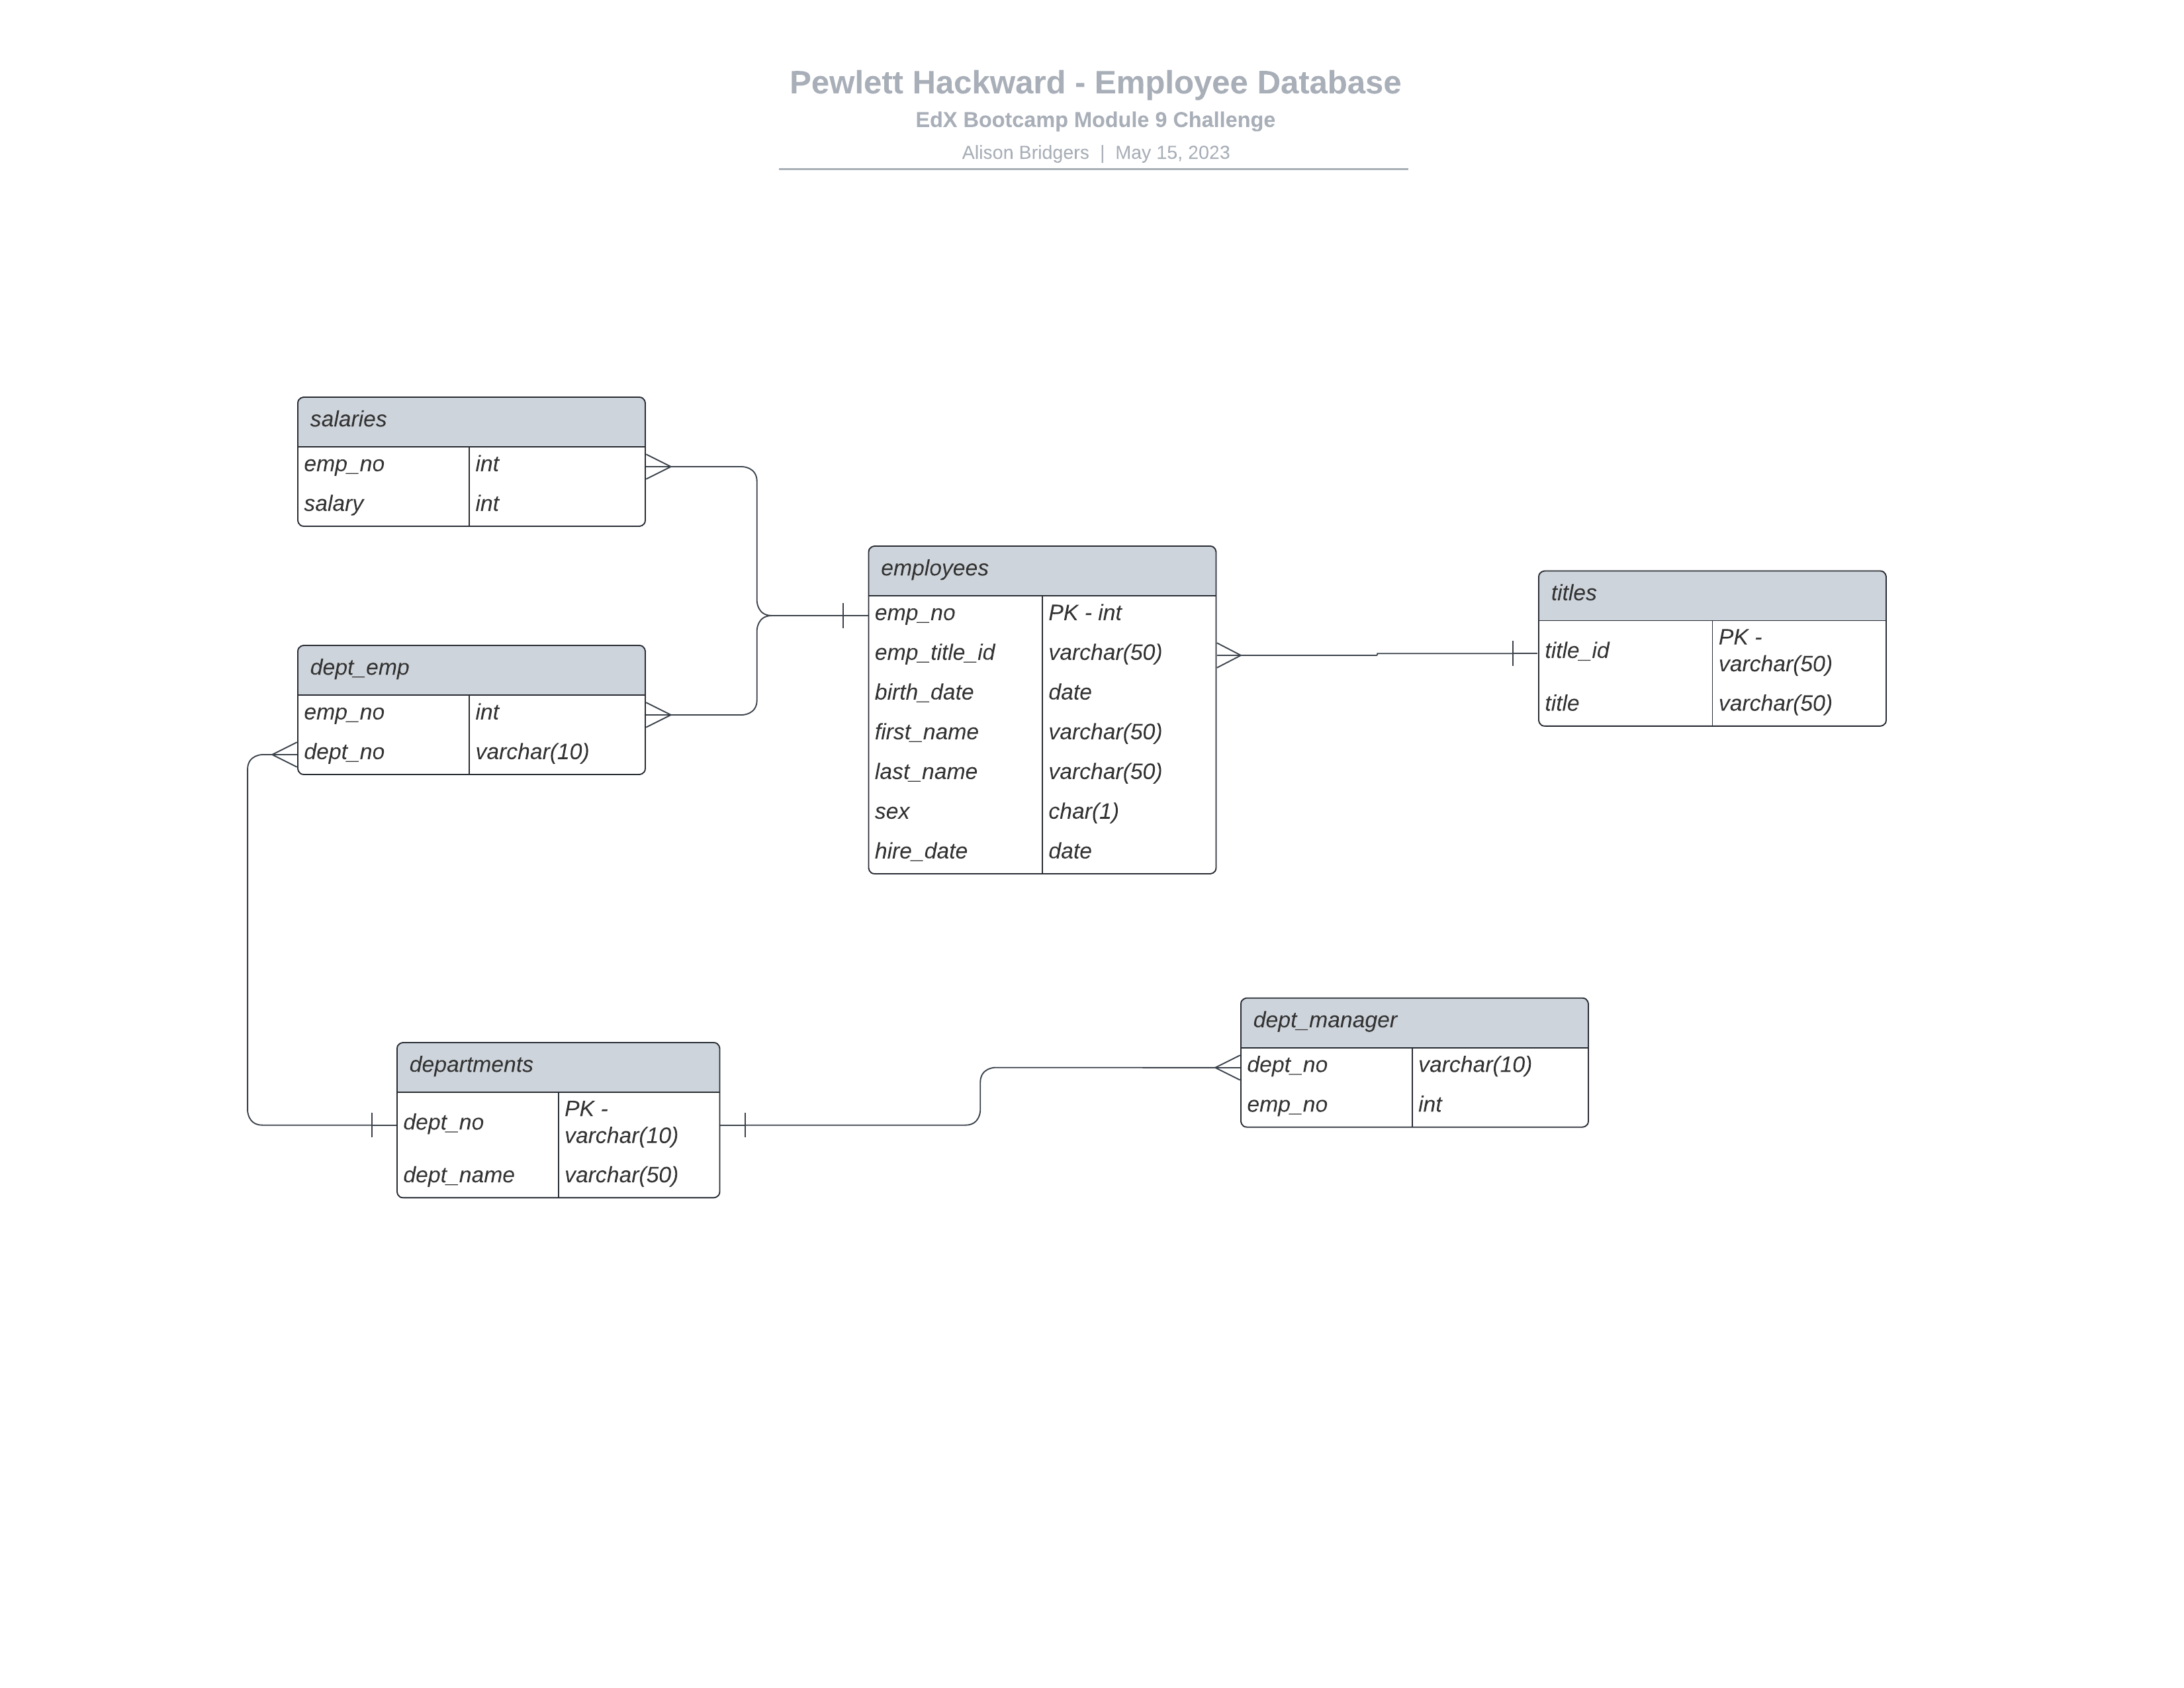 Pewlett Hackward - Employee Database
EdX Bootcamp Module 9 Challenge
Alison Bridgers | May 15, 2023
salaries
emp_no int
salary int
dept_emp
emp_no int
dept_no varchar(10)
employees
emp_no PK - int
emp_title_id varchar(50)
birth_date date
first_name varchar(50)
last_name varchar(50)
sex char(1)
hire_date date
titles
title_id PK -
varchar(50)
title varchar(50)
departments
dept_no PK -
varchar(10)
dept_name varchar(50)
dept_manager
dept_no varchar(10)
emp_no int